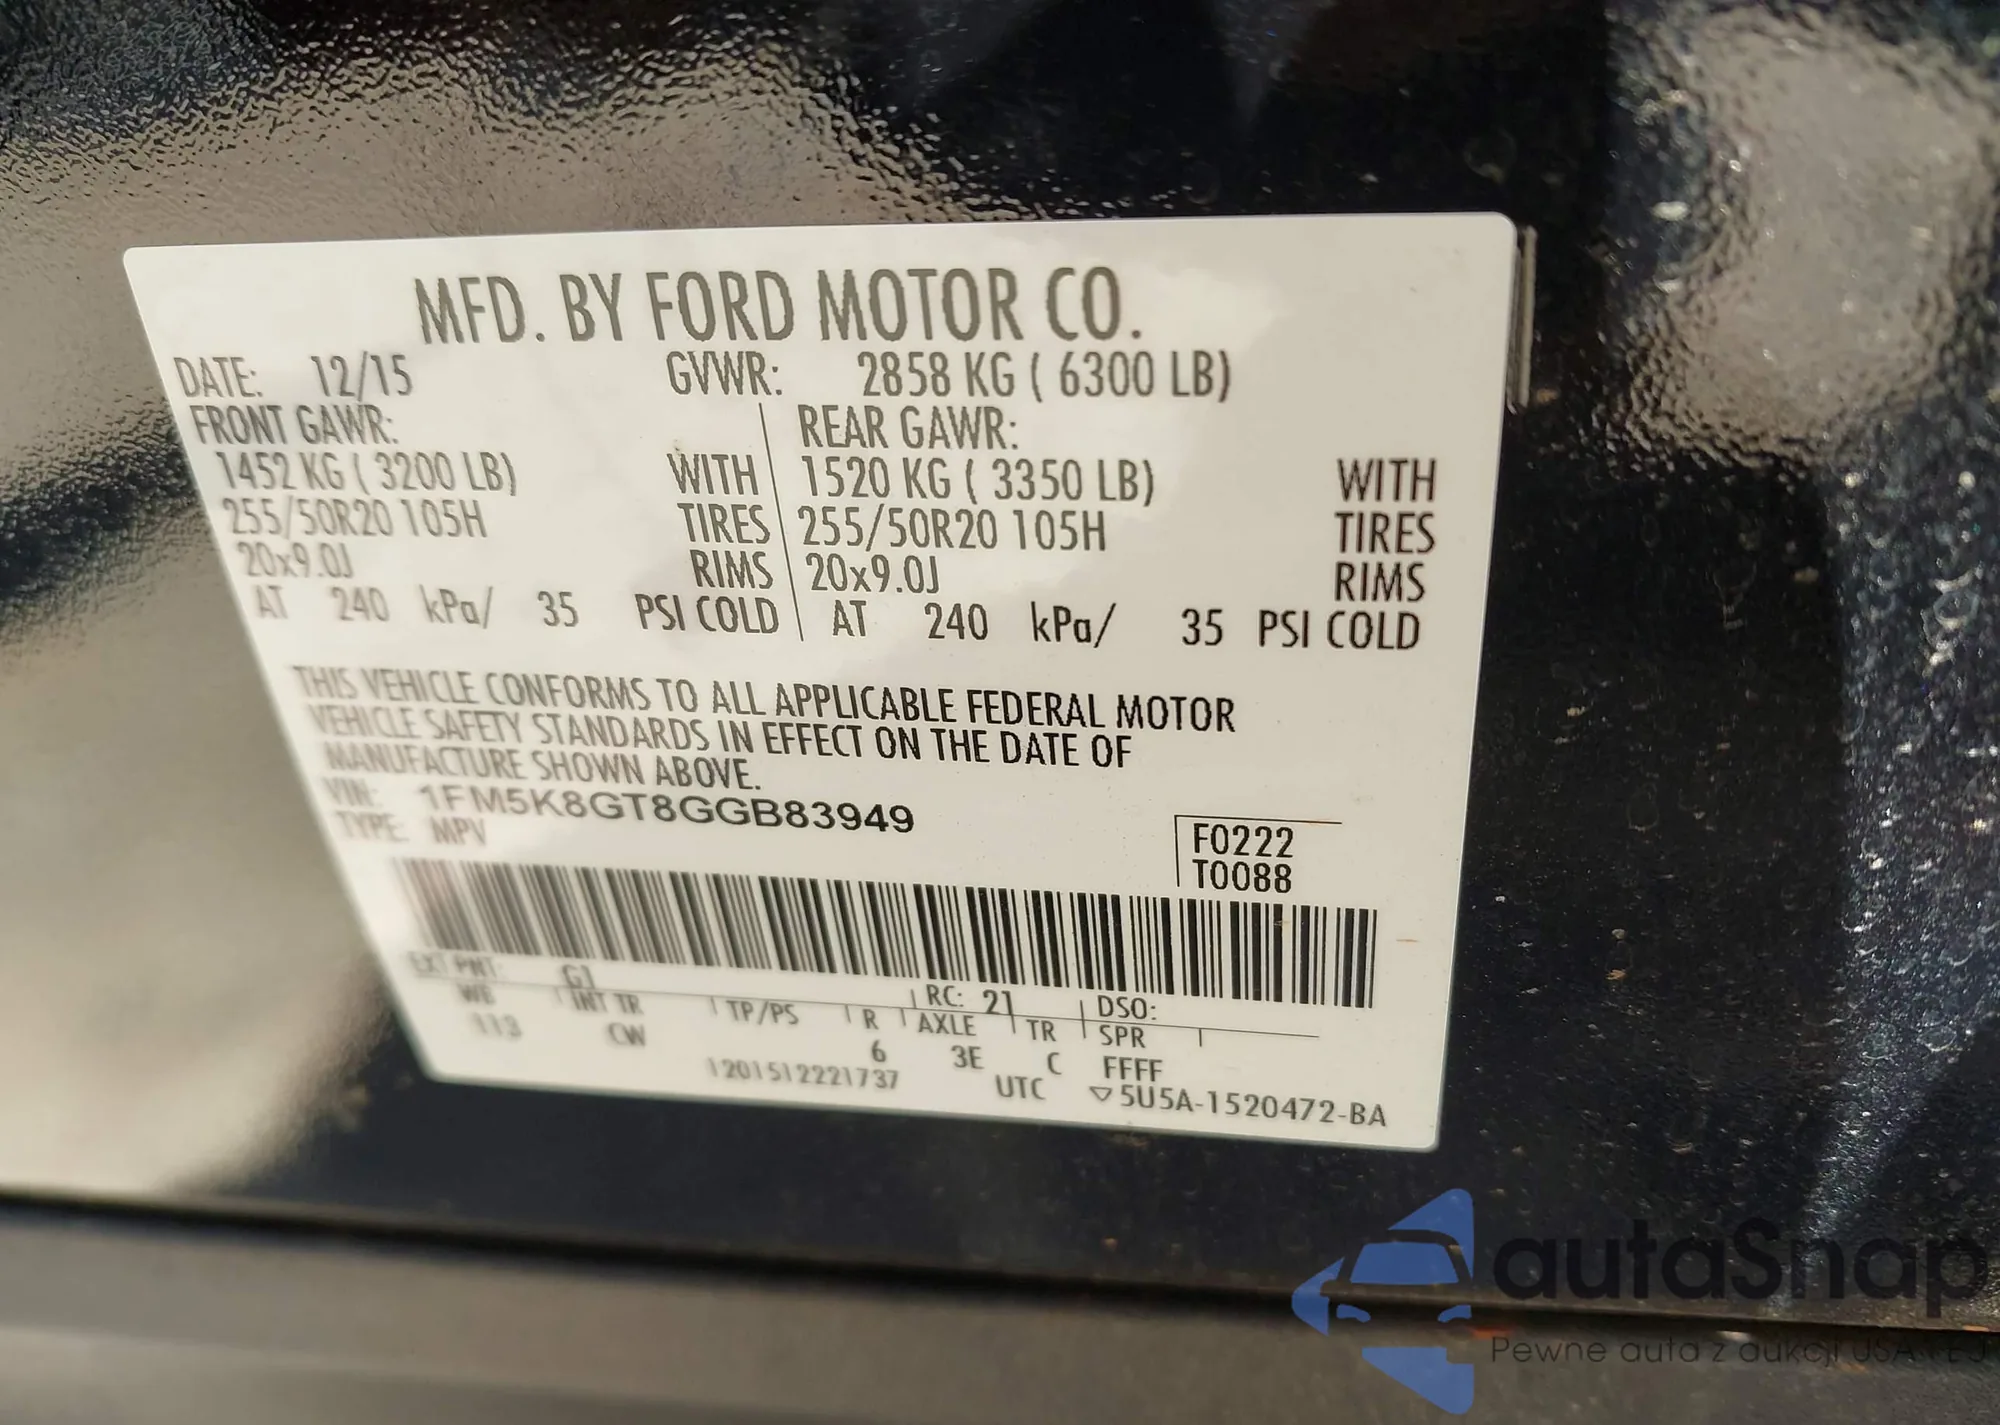 MFD. BY FORD MOTOR CO.
DATE: 12/15 GVWR: 2858 KG ( 6300 LB)
FRONT GAWR: REAR GAWR:
1452 KG ( 3200 LB) WITH 1520 KG ( 3350 LB) WITH
255/50R20 105H TIRES 255/50R20 105H TIRES
20x9.0J RIMS 20x9.0J RIMS
AT 240 kPa/ 35 PSI COLD AT 240 kPa/ 35 PSI COLD
THIS VEHICLE CONFORMS TO ALL APPLICABLE FEDERAL MOTOR
VEHICLE SAFETY STANDARDS IN EFFECT ON THE DATE OF
MANUFACTURE SHOWN ABOVE.
VIN: 1FM5K8GT8GGB83949
TYPE: MPV
F0222
T0088
EXT PNT: G1 RC: 21 DSO:
WB INT TR TP/PS R AXLE TR SPR
113 CW 6 3E C FFFF
1201512221737 UTC ▽5U5A-1520472-BA
autaSnap
Pewne auta z aukcji USA i EU